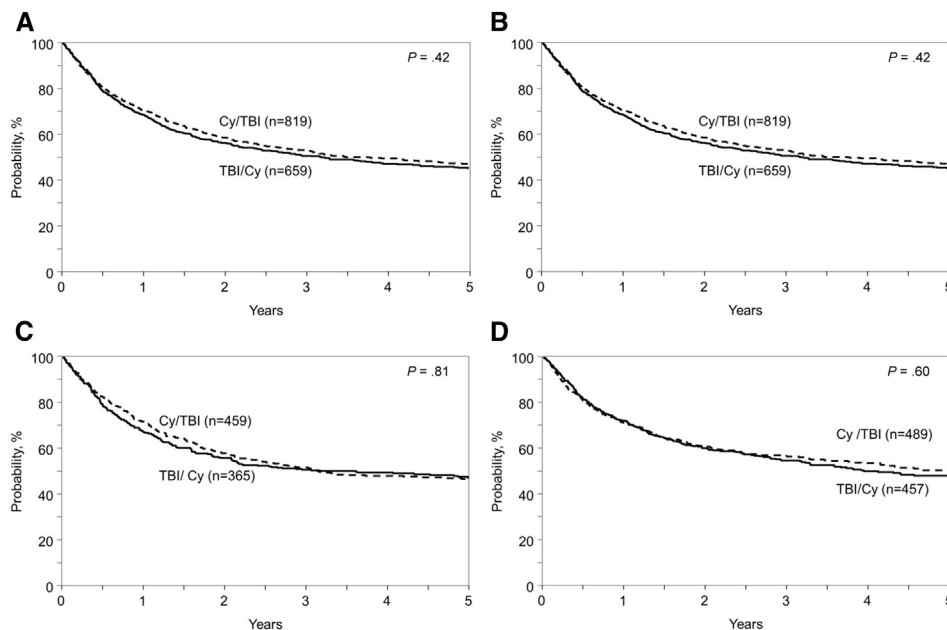 A
P = .42
Probability, %
100
80
60
40
20
0
Cy/TBI (n=819)
TBI/Cy (n=659)
0 1 2 3 4 5
Years
B
P = .42
Probability, %
100
80
60
40
20
0
Cy/TBI (n=819)
TBI/Cy (n=659)
0 1 2 3 4 5
Years
C
P = .81
Probability, %
100
80
60
40
20
0
Cy/TBI (n=459)
TBI/ Cy (n=365)
0 1 2 3 4 5
Years
D
P = .60
Probability, %
100
80
60
40
20
0
Cy /TBI (n=489)
TBI/Cy (n=457)
0 1 2 3 4 5
Years